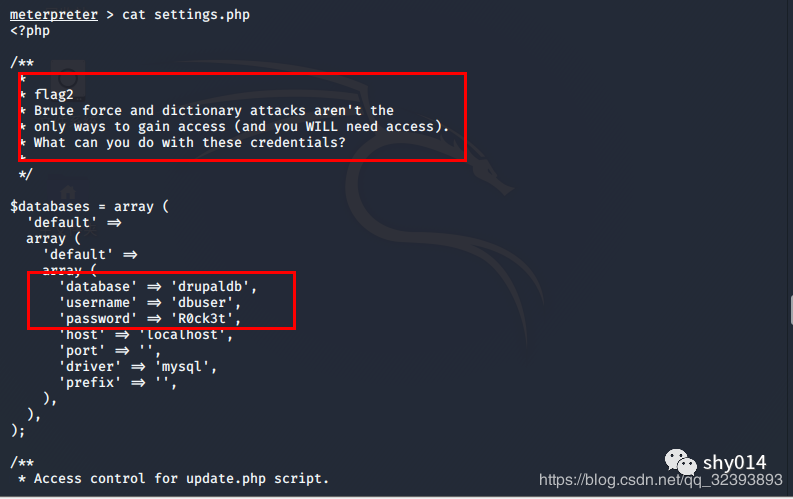 meterpreter > cat settings.php
<?php
/**
*
* flag2
* Brute force and dictionary attacks aren't the
* only ways to gain access (and you WILL need access).
* What can you do with these credentials?
*
*/
$databases = array (
'default' =>
array (
'default' =>
array (
'database' => 'drupaldb',
'username' => 'dbuser',
'password' => 'R0ck3t',
'host' => 'localhost',
'port' => '',
'driver' => 'mysql',
'prefix' => '',
),
),
);
/**
* Access control for update.php script.
shy014
https://blog.csdn.net/qq_32393893